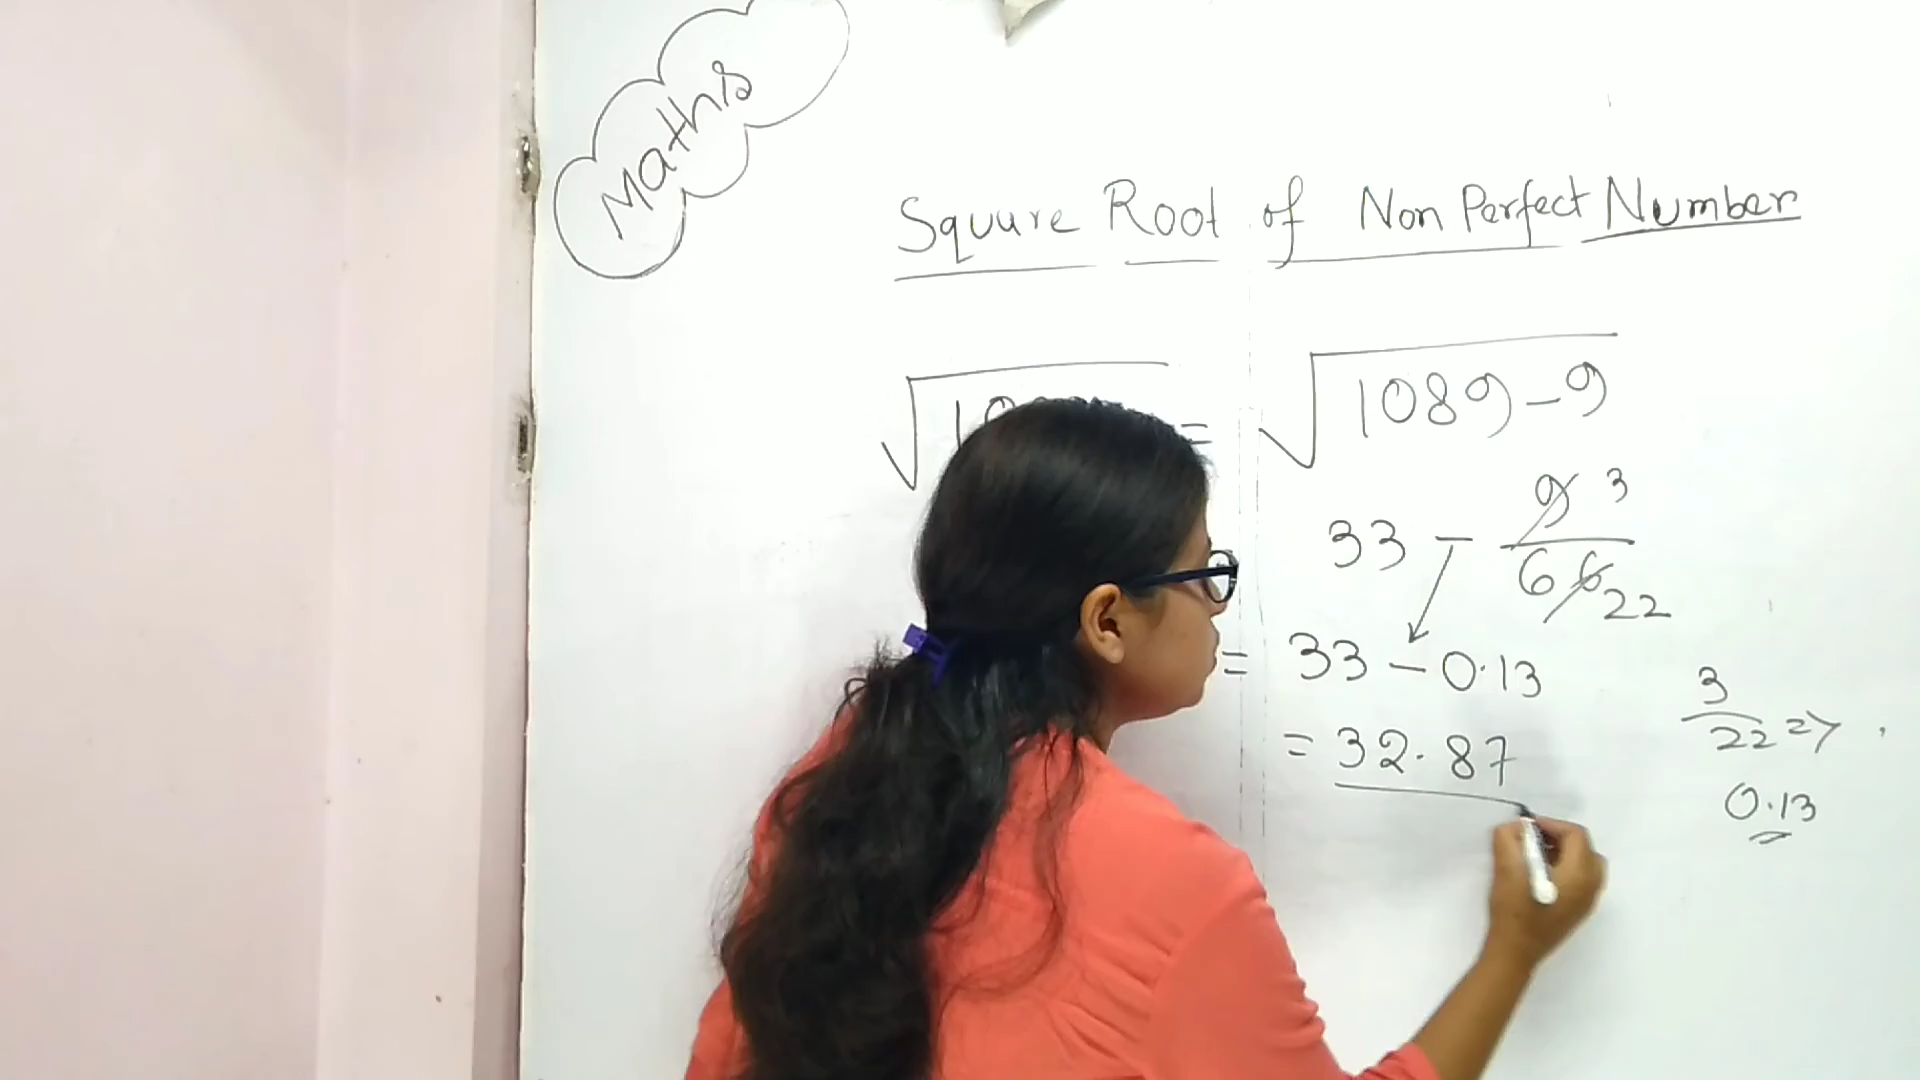 Maths
Square Root of Non Perfect Number
= √1089-9
33 - 9/66 3 22
= 33 - 0.13
= 32.87
3/22 =>
0.13